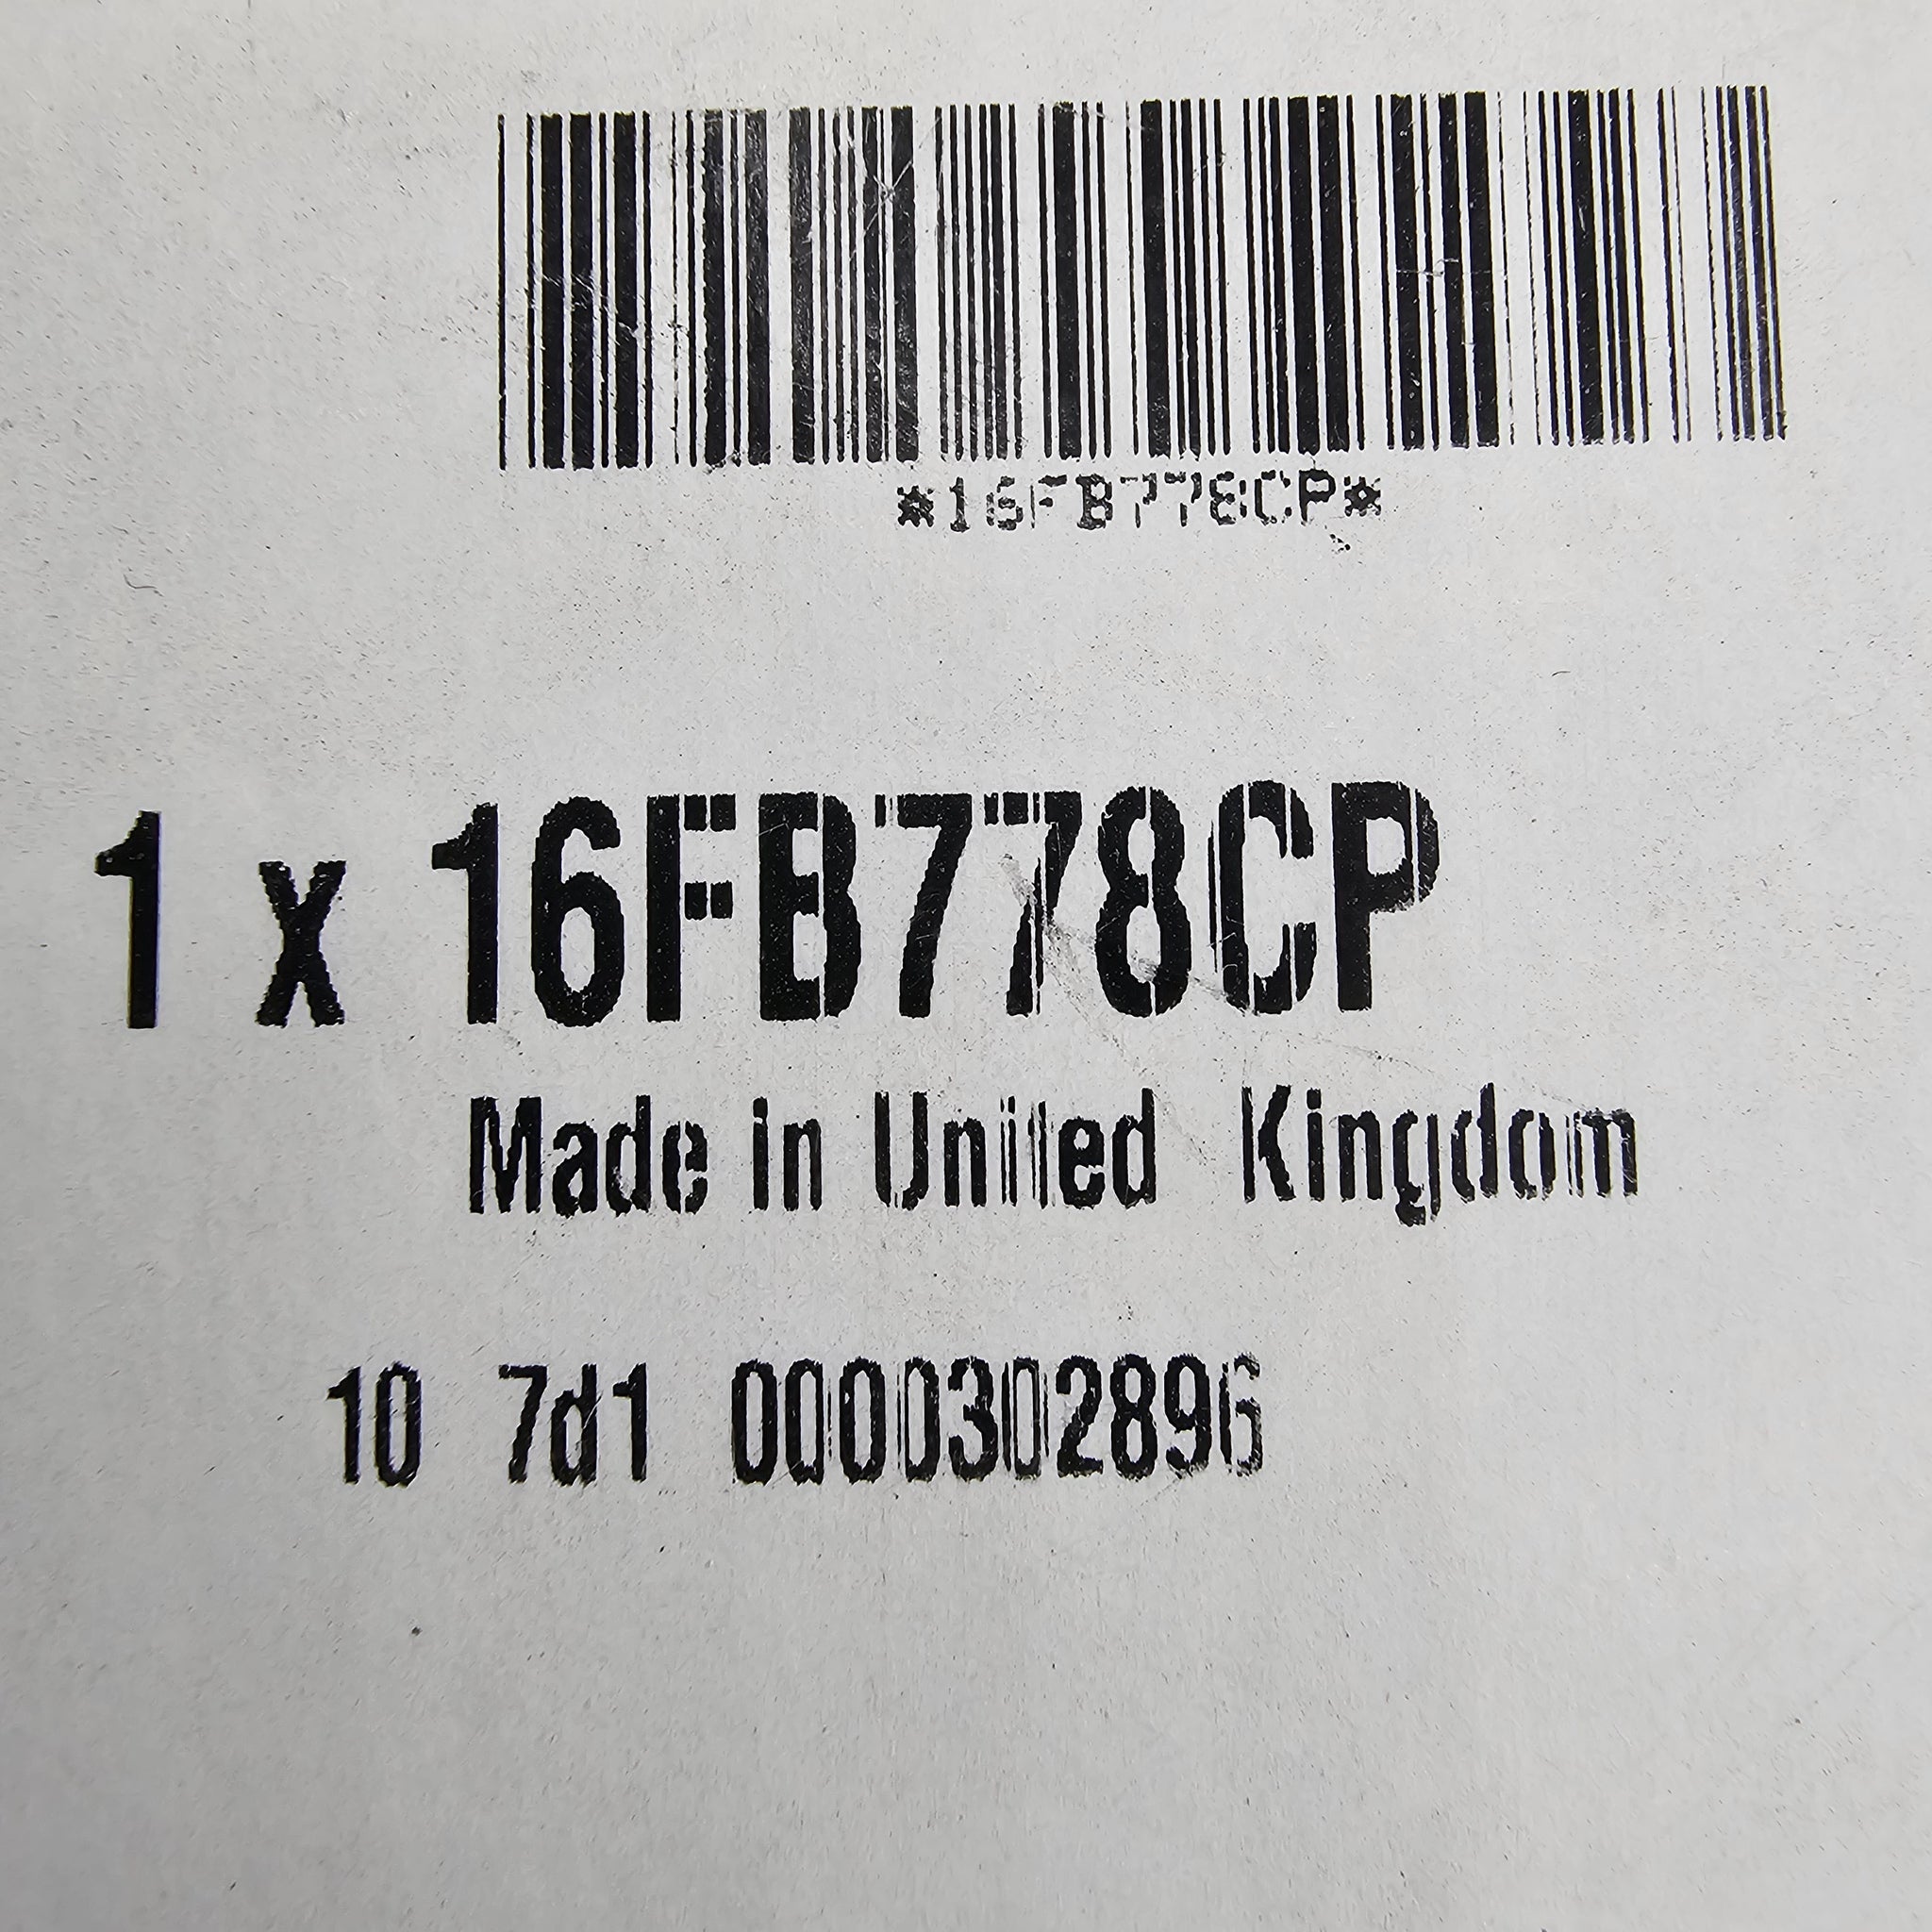 *16FB778CP*
1 x 16FB778CP
Made in United Kingdom
10 7d1 0000302896